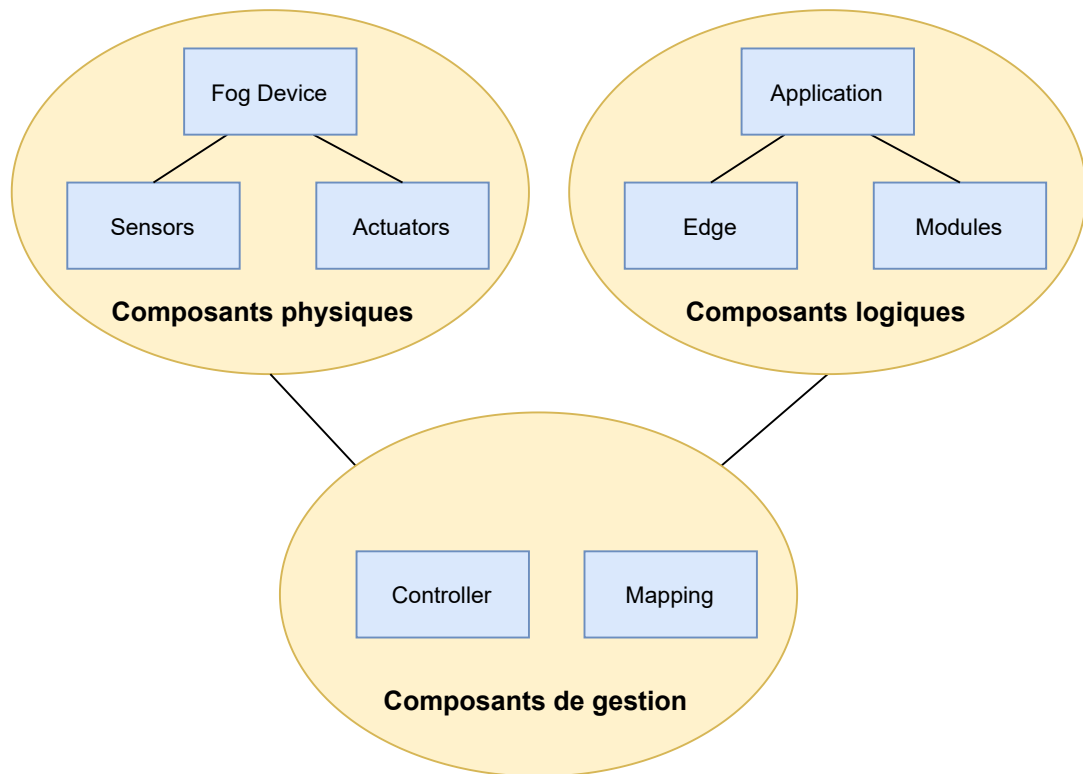 Fog Device
Sensors
Actuators
Composants physiques
Application
Edge
Modules
Composants logiques
Controller
Mapping
Composants de gestion